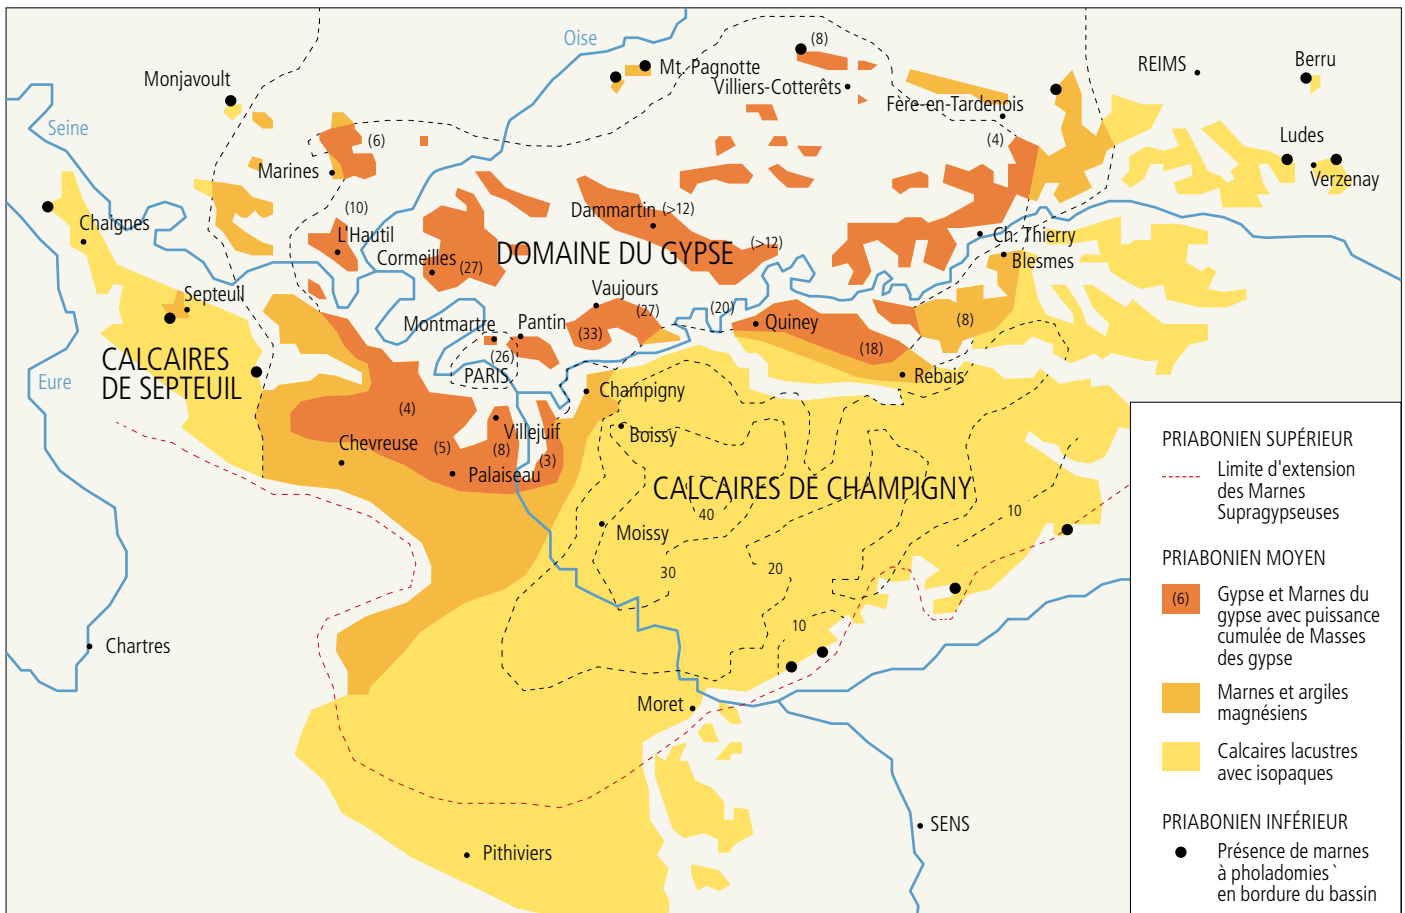 Oise
(8)
Mt. Pagnotte
Villiers-Cotterêts
REIMS
Berru
Monjavoult
Fère-en-Tardenois
Seine
(6)
(4)
Ludes
Marines
Verzenay
(10)
Dammartin (>12)
Chaignes
L'Hautil
Cormeilles
(27)
DOMAINE DU GYPSE
(>12)
Ch. Thierry
Blesmes
Septeuil
Vaujours
(27)
(20)
Montmartre
Pantin
(33)
Quiney
(8)
(26)
(18)
CALCAIRES
DE SEPTEUIL
Eure
PARIS
Rebais
Champigny
(4)
Villejuif
Boissy
Chevreuse
(5)
(8)
(3)
Palaiseau
CALCAIRES DE CHAMPIGNY
40
10
Moissy
30
20
10
Chartres
Moret
SENS
Pithiviers
PRIABONIEN SUPÉRIEUR
Limite d'extension
des Marnes
Supragypseuses
PRIABONIEN MOYEN
(6)
Gypse et Marnes du
gypse avec puissance
cumulée de Masses
des gypse
Marnes et argiles
magnésiens
Calcaires lacustres
avec isopaques
PRIABONIEN INFÉRIEUR
Présence de marnes
à pholadomies `
en bordure du bassin